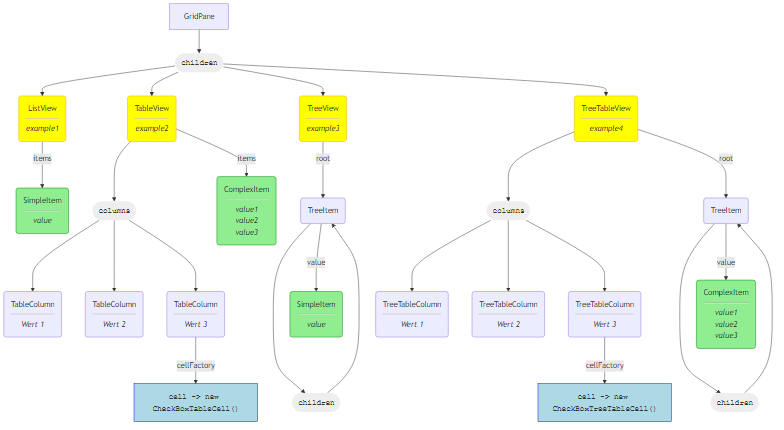 GridPane
children
ListView
example1
TableView
example2
TreeView
example3
TreeTableView
example4
items
items
root
root
SimpleItem
value
columns
ComplexItem
value1
value2
value3
TreeItem
columns
TreeItem
value
value
TableColumn
Wert 1
TableColumn
Wert 2
TableColumn
Wert 3
SimpleItem
value
TreeTableColumn
Wert 1
TreeTableColumn
Wert 2
TreeTableColumn
Wert 3
ComplexItem
value1
value2
value3
cellFactory
cellFactory
cell -> new
CheckBoxTableCell()
children
cell -> new
CheckBoxTreeTableCell()
children